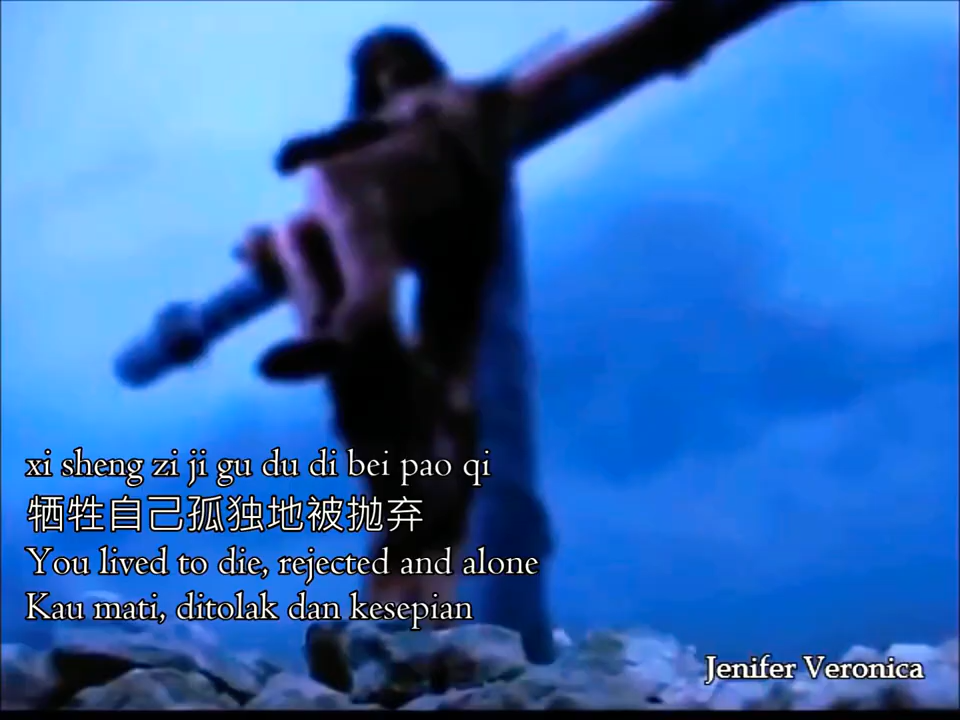 xi sheng zi ji gu du di bei pao qi
牺牲自己孤独地被抛弃
You lived to die, rejected and alone
Kau mati, ditolak dan kesepian
Jenifer Veronica